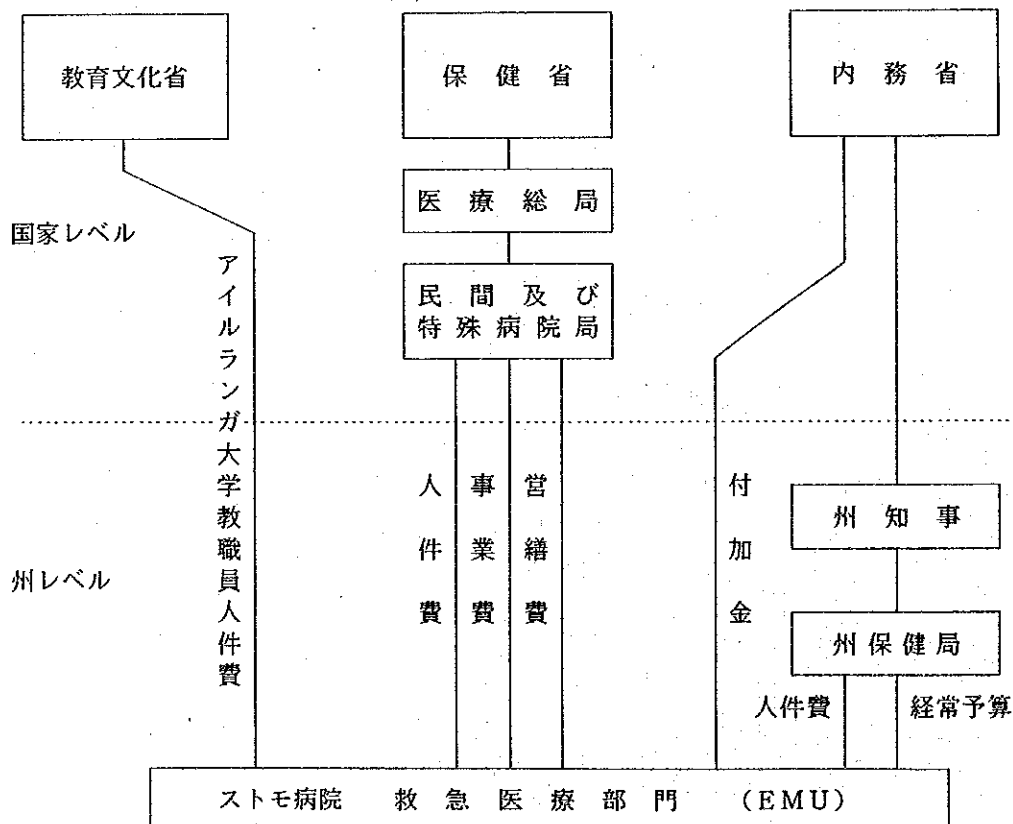 教育文化省
保健省
内務省
医療総局
国家レベル
民間及び
特殊病院局
アイルランガ大学教職員人件費
人件費
事業費
営繕費
付加金
州知事
州レベル
州保健局
人件費
経常予算
ストモ病院 救急医療部門 (EMU)